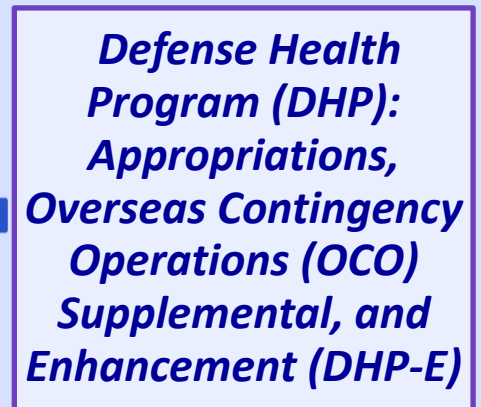 Defense Health
Program (DHP):
Appropriations,
Overseas Contingency
Operations (OCO)
Supplemental, and
Enhancement (DHP-E)